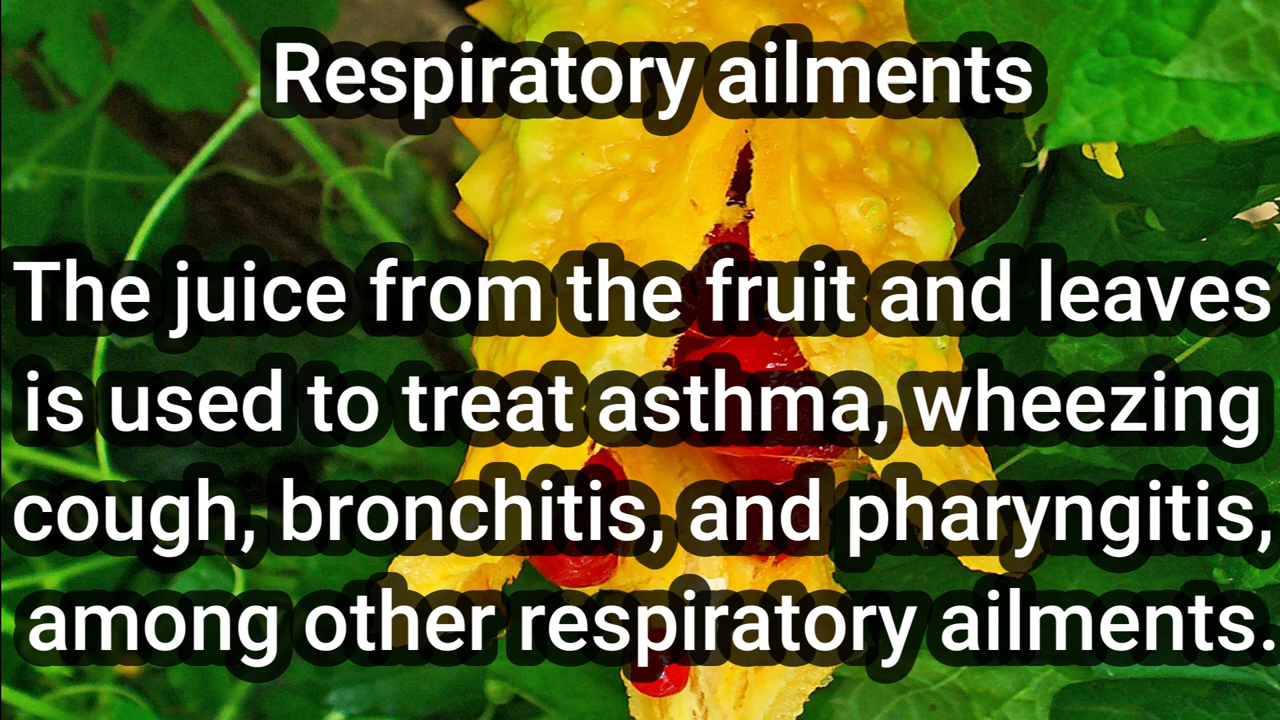 Respiratory ailments
The juice from the fruit and leaves
is used to treat asthma, wheezing
cough, bronchitis, and pharyngitis,
among other respiratory ailments.